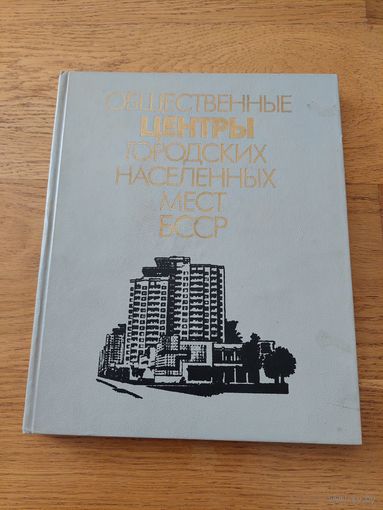 ОБЩЕСТВЕННЫЕ
ЦЕНТРЫ
ГОРОДСКИХ
НАСЕЛЕННЫХ
МЕСТ
БССР